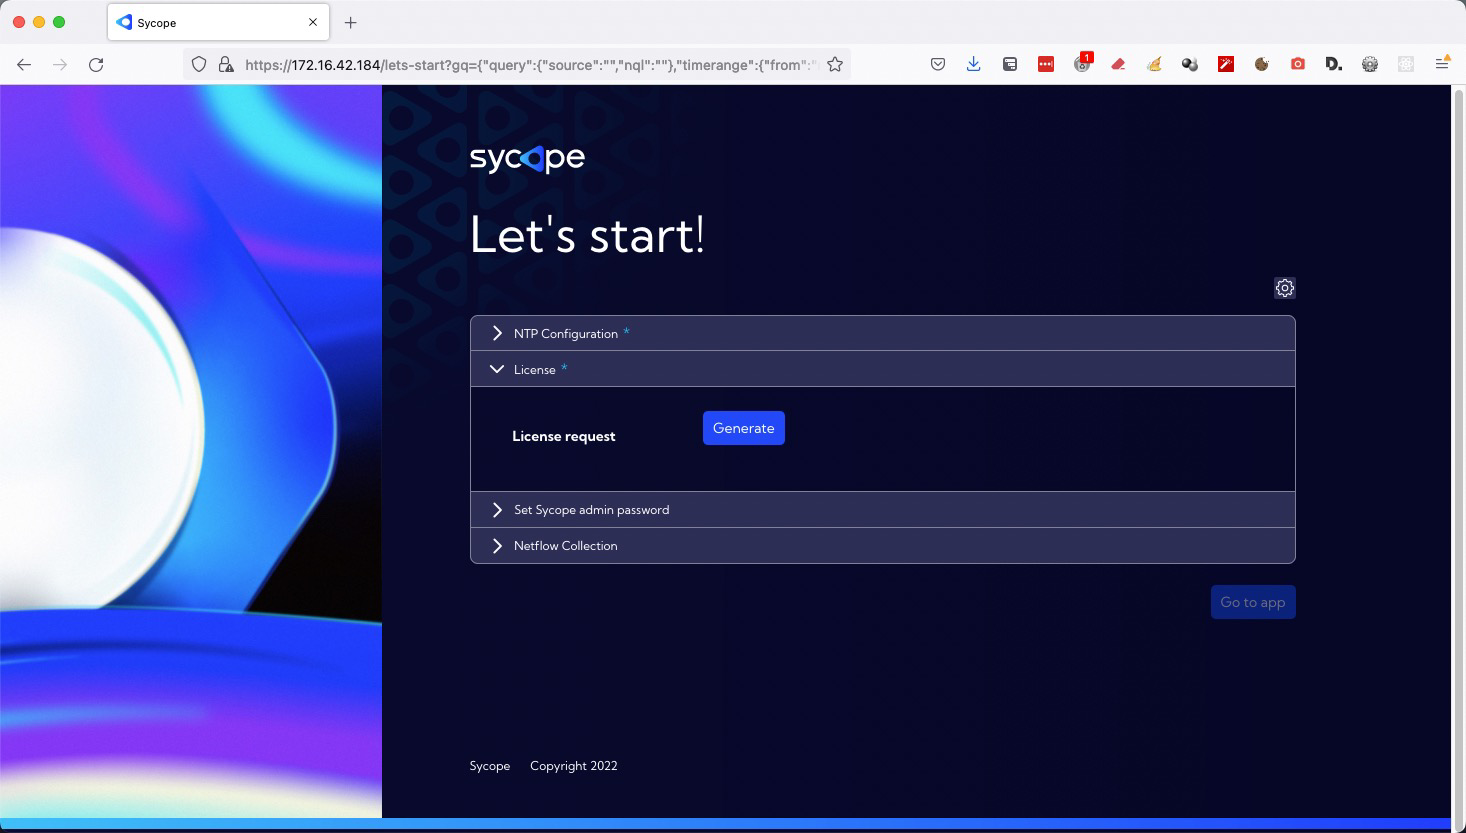 Sycope
https://172.16.42.184/lets-start?gq={"query":{"source":"","nql":""},"timerange":{"from":"
1
D.
sycope
Let's start!
NTP Configuration *
License *
License request
Generate
Set Sycope admin password
Netflow Collection
Go to app
Sycope Copyright 2022